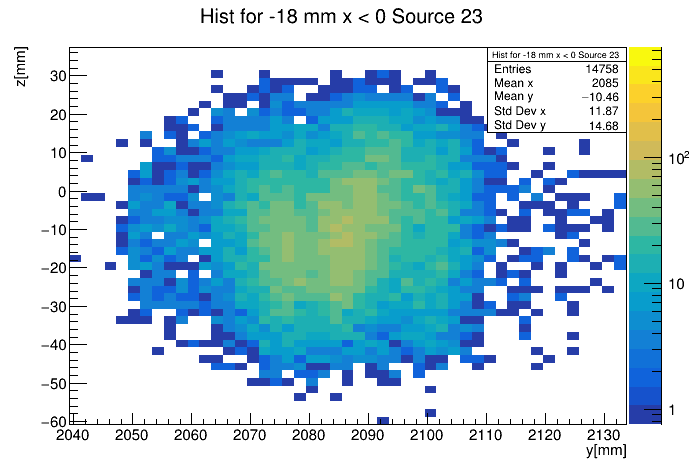 Hist for -18 mm x < 0 Source 23
z[mm]
Hist for -18 mm x < 0 Source 23
Entries 14758
Mean x 2085
Mean y −10.46
Std Dev x 11.87
Std Dev y 14.68
30
20
10
0
−10
−20
−30
−40
−50
−60
10²
10
1
2040 2050 2060 2070 2080 2090 2100 2110 2120 2130
y[mm]